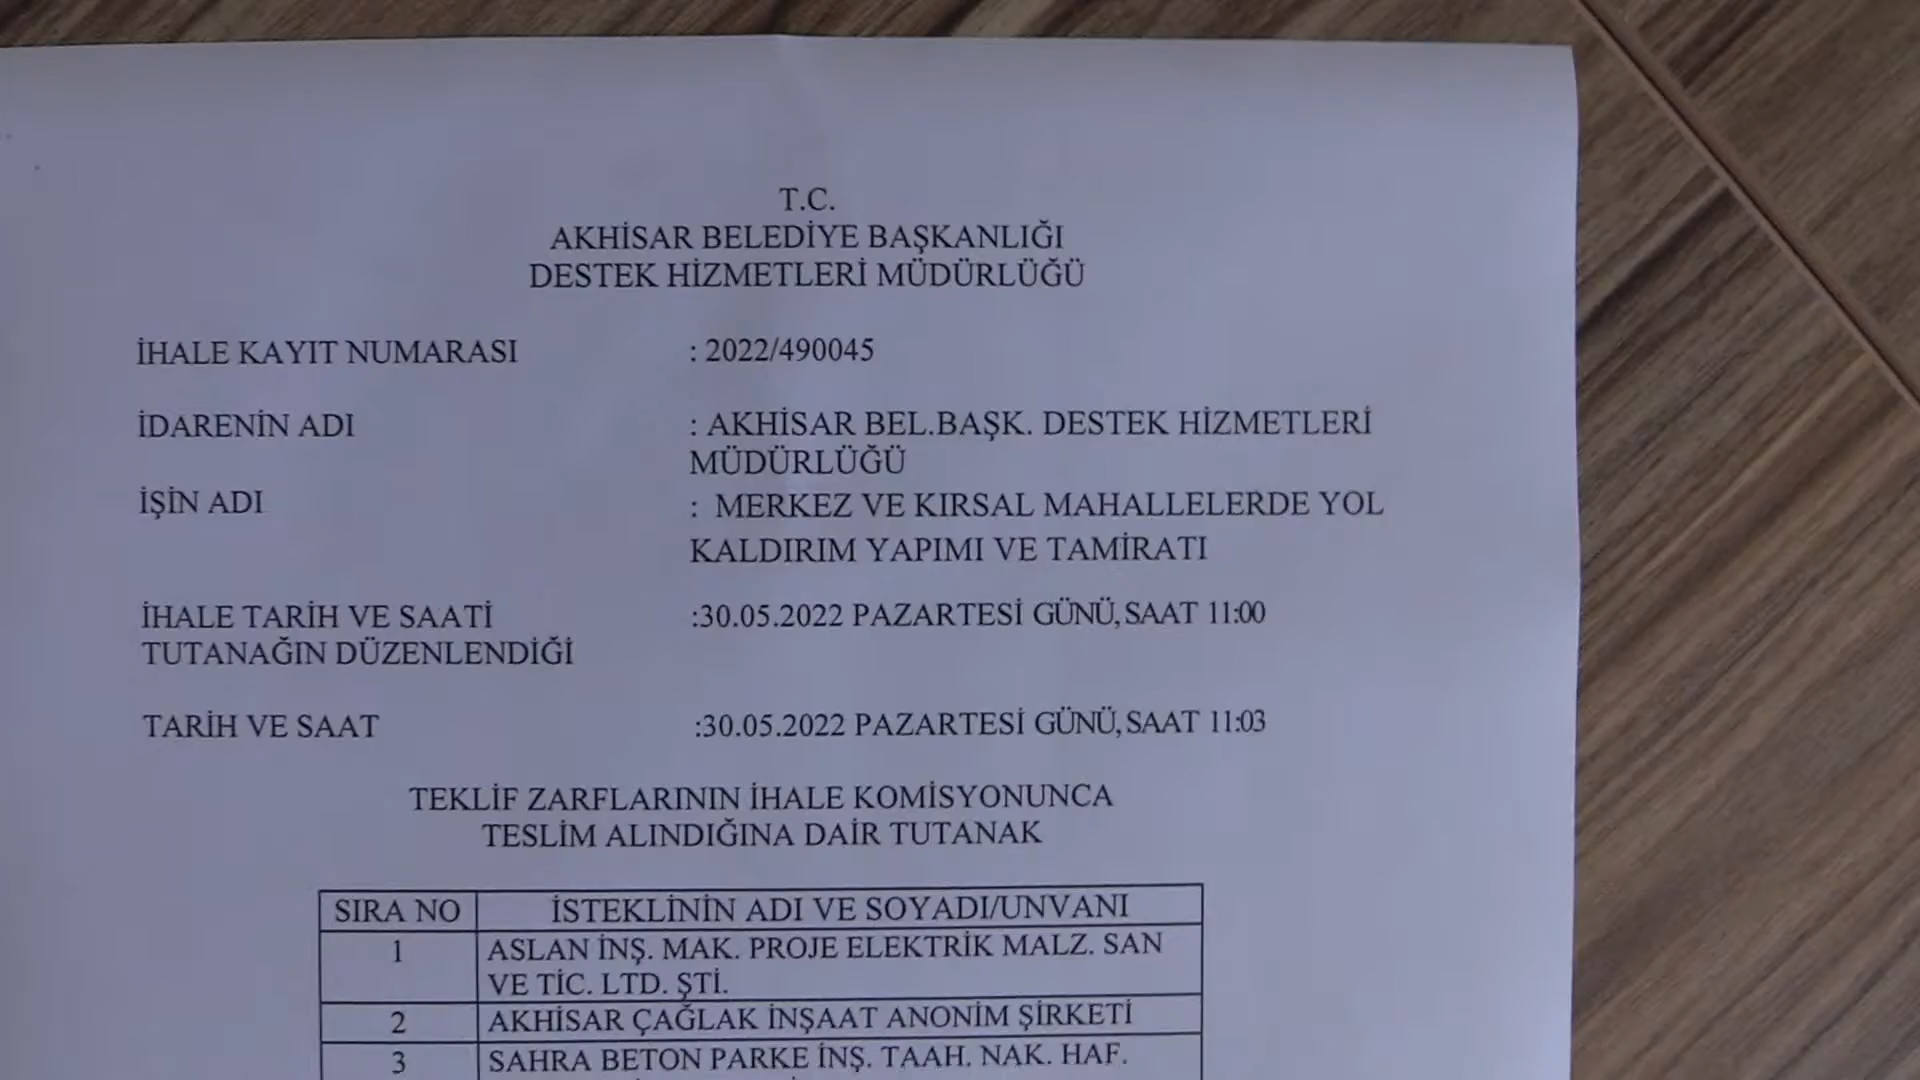 T.C.
AKHİSAR BELEDİYE BAŞKANLIĞI
DESTEK HİZMETLERİ MÜDÜRLÜĞÜ
İHALE KAYIT NUMARASI : 2022/490045
İDARENİN ADI : AKHİSAR BEL.BAŞK. DESTEK HİZMETLERİ
MÜDÜRLÜĞÜ
İŞİN ADI : MERKEZ VE KIRSAL MAHALLELERDE YOL
KALDIRIM YAPIMI VE TAMİRATI
İHALE TARİH VE SAATİ :30.05.2022 PAZARTESİ GÜNÜ, SAAT 11:00
TUTANAĞIN DÜZENLENDİĞİ
TARİH VE SAAT :30.05.2022 PAZARTESİ GÜNÜ, SAAT 11:03
TEKLİF ZARFLARININ İHALE KOMİSYONUNCA
TESLİM ALINDIĞINA DAİR TUTANAK
SIRA NO İSTEKLİNİN ADI VE SOYADI/UNVANI
1 ASLAN İNŞ. MAK. PROJE ELEKTRİK MALZ. SAN
VE TİC. LTD. ŞTİ.
2 AKHİSAR ÇAĞLAK İNŞAAT ANONİM ŞİRKETİ
3 SAHRA BETON PARKE İNŞ. TAAH. NAK. HAF.